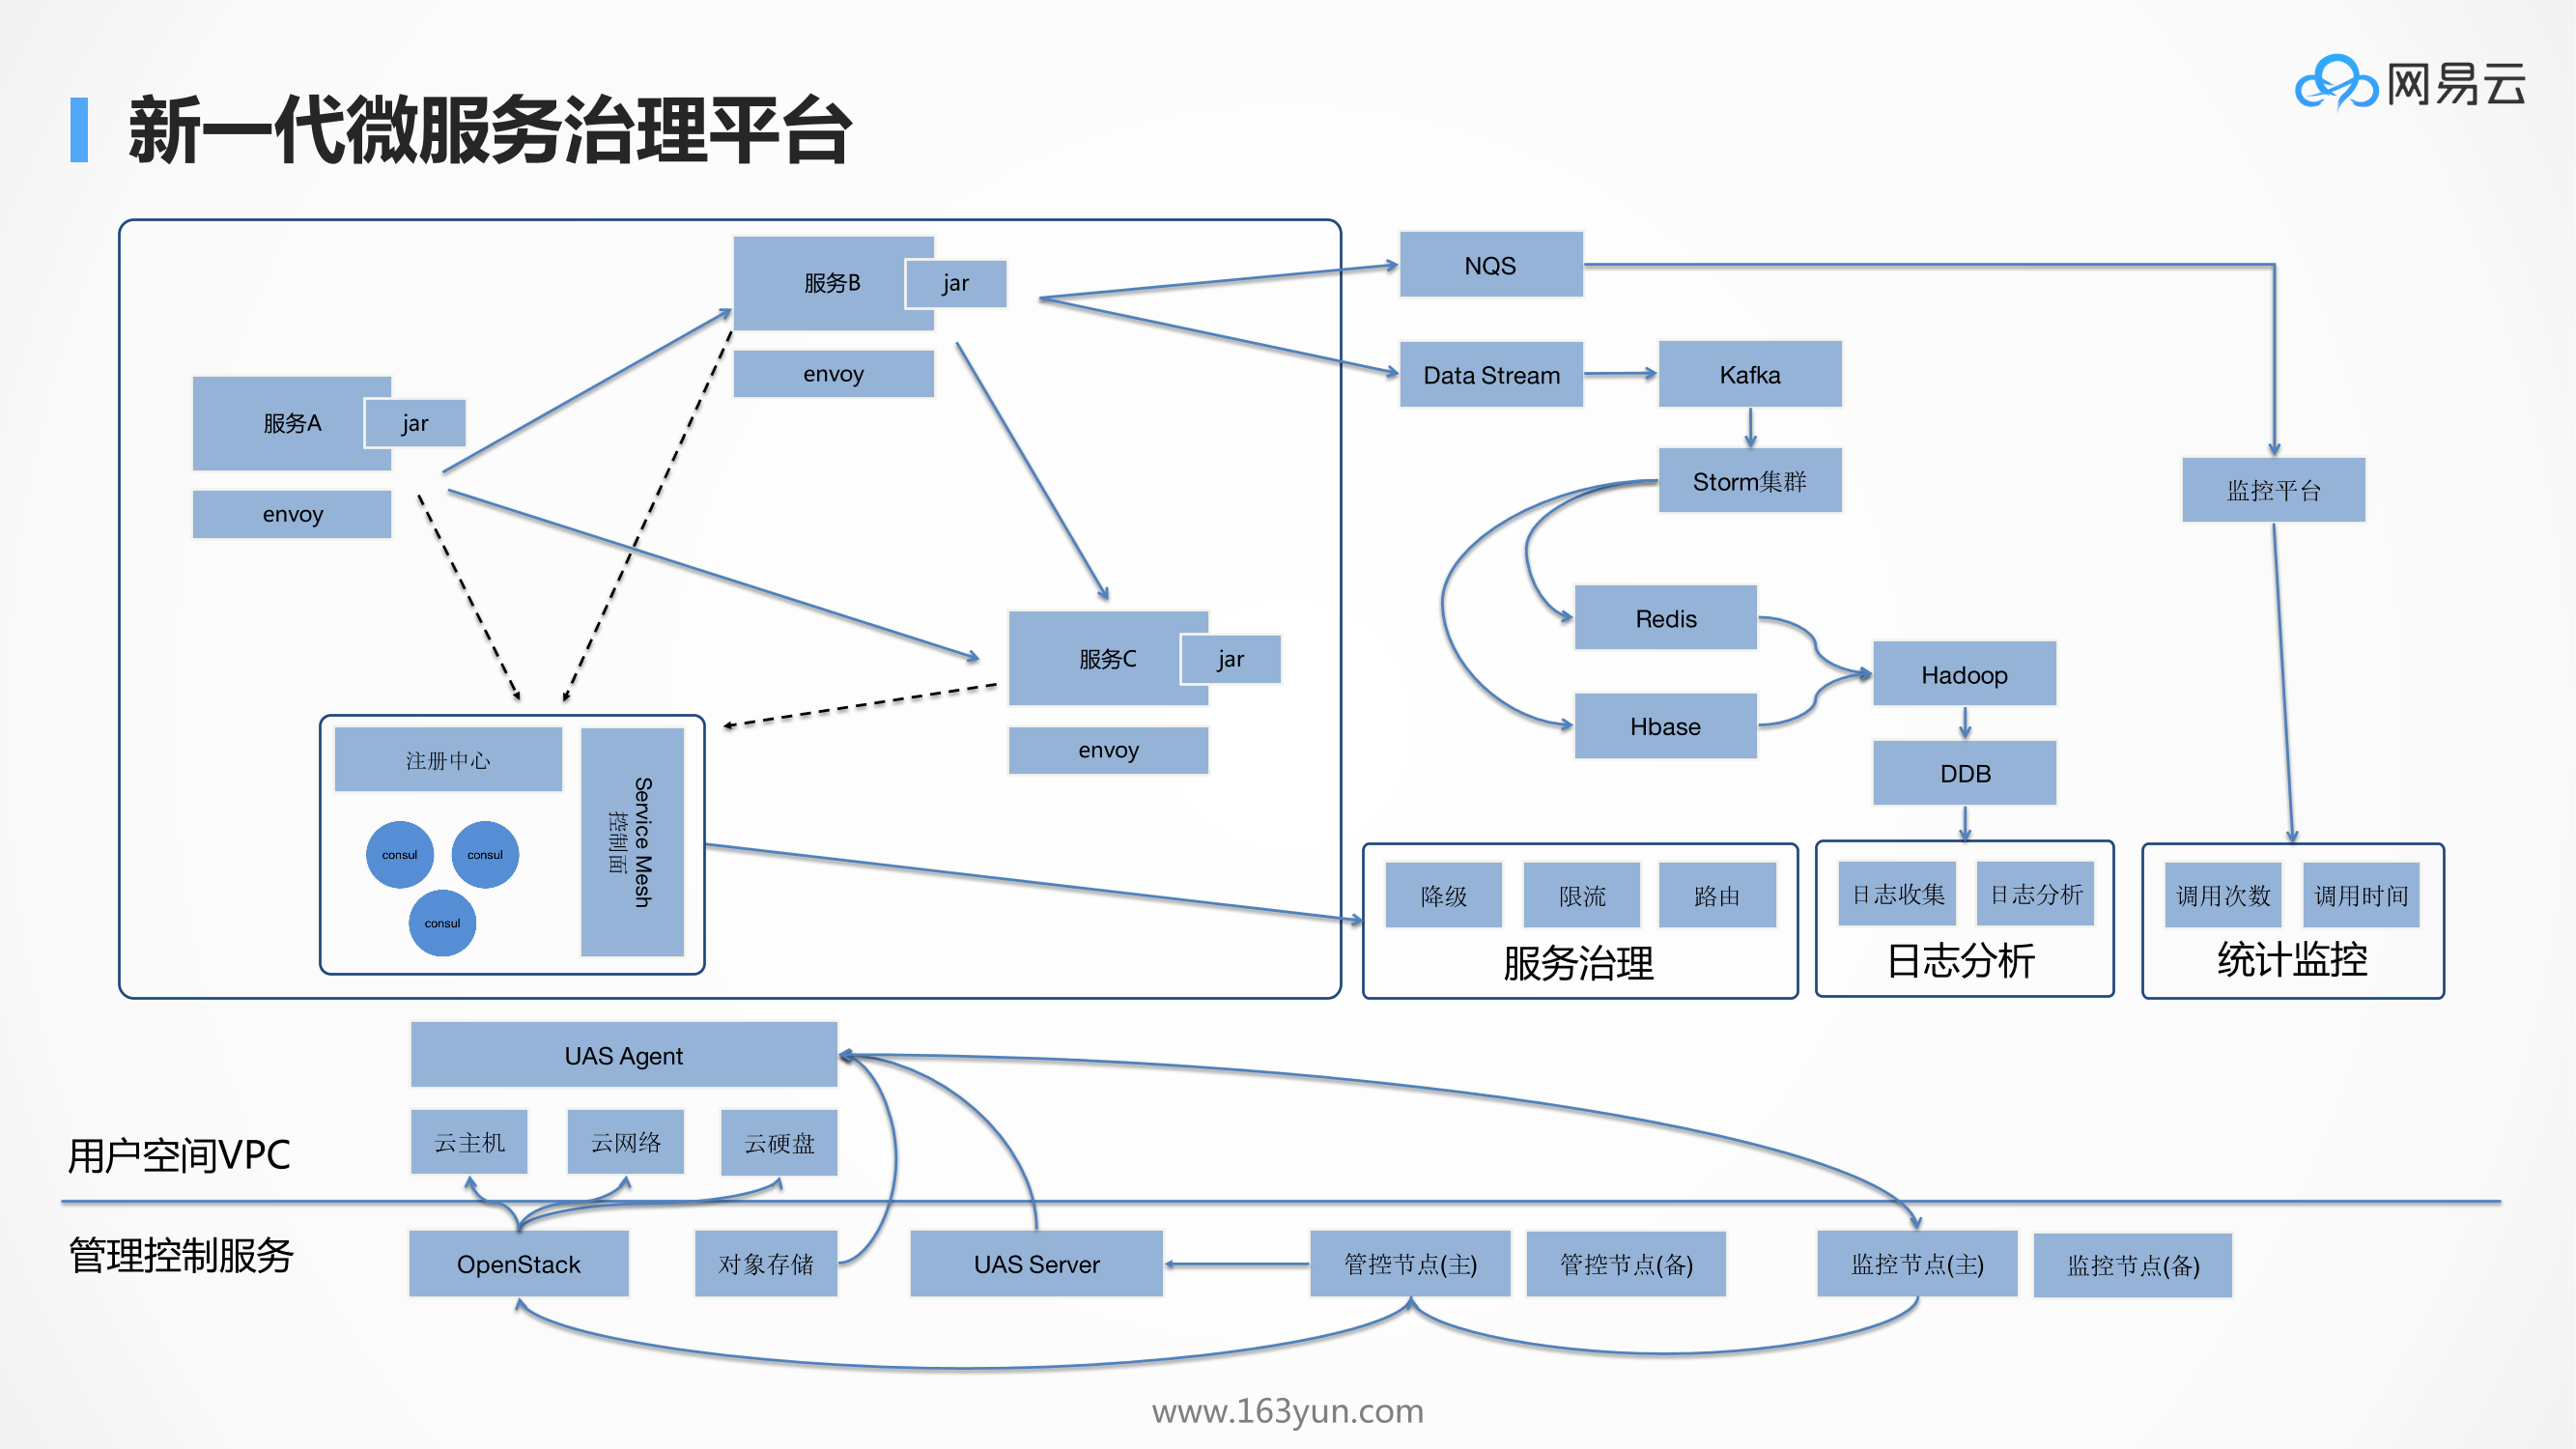 网易云
新一代微服务治理平台
服务B
jar
envoy
服务A
jar
envoy
服务C
jar
envoy
注册中心
consul
consul
consul
Service Mesh
控制面
NQS
Data Stream
Kafka
Storm集群
监控平台
Redis
Hbase
Hadoop
DDB
降级
限流
路由
服务治理
日志收集
日志分析
日志分析
调用次数
调用时间
统计监控
UAS Agent
云主机
云网络
云硬盘
用户空间VPC
管理控制服务
OpenStack
对象存储
UAS Server
管控节点(主)
管控节点(备)
监控节点(主)
监控节点(备)
www.163yun.com